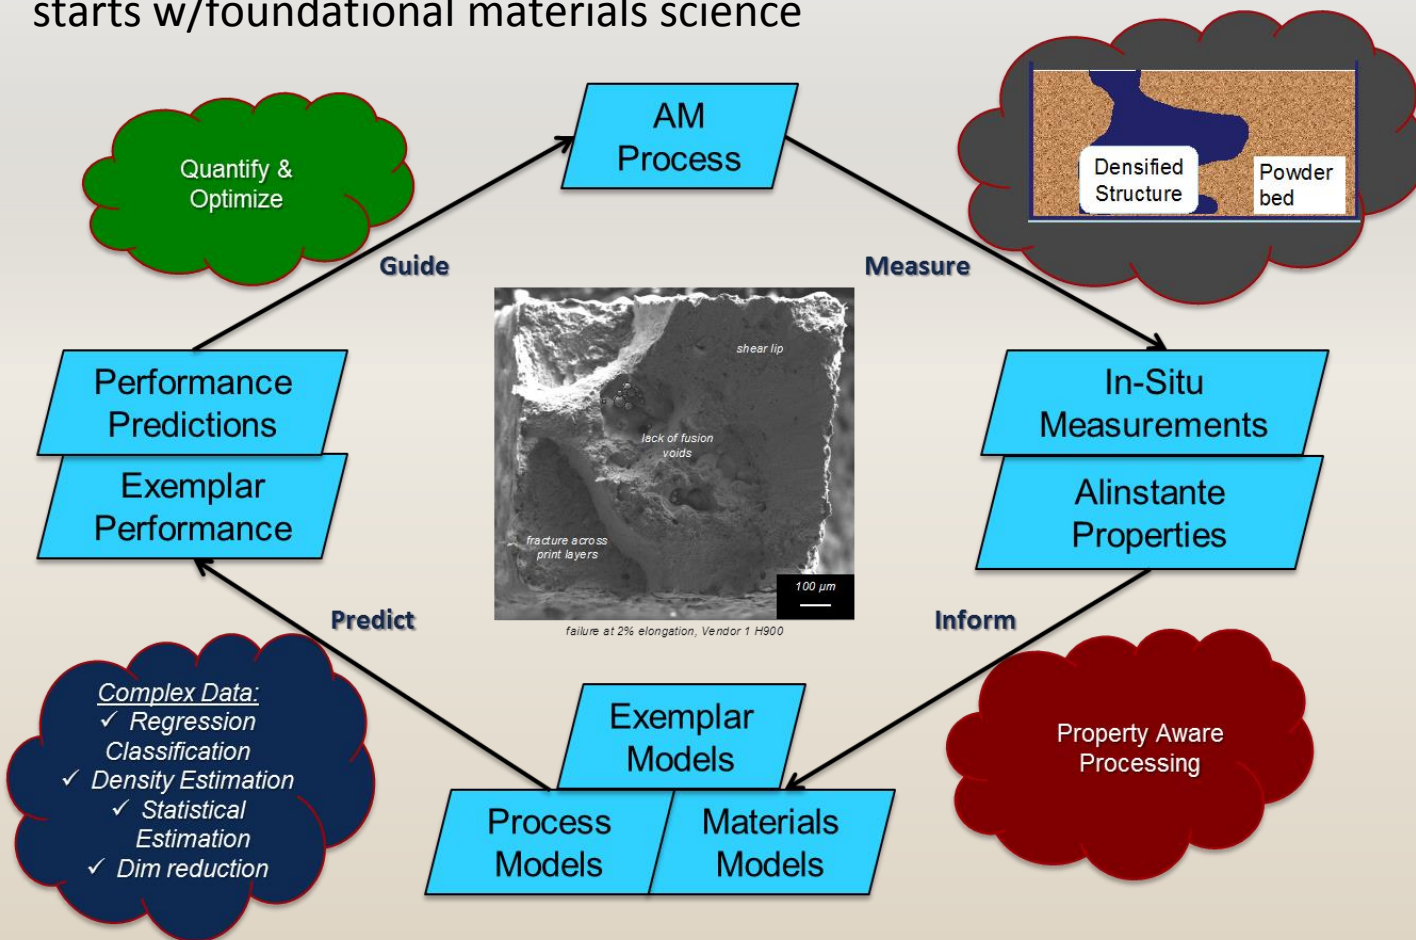 starts w/foundational materials science
AM
Process
Quantify &
Optimize
Densified
Structure
Powder
bed
Guide
Measure
Performance
Predictions
Exemplar
Performance
shear lip
lack of fusion
voids
fracture across
print layers
100 µm
failure at 2% elongation, Vendor 1 H900
In-Situ
Measurements
Alinstante
Properties
Predict
Inform
Complex Data:
✓ Regression
Classification
✓ Density Estimation
✓ Statistical
Estimation
✓ Dim reduction
Exemplar
Models
Process
Models
Materials
Models
Property Aware
Processing